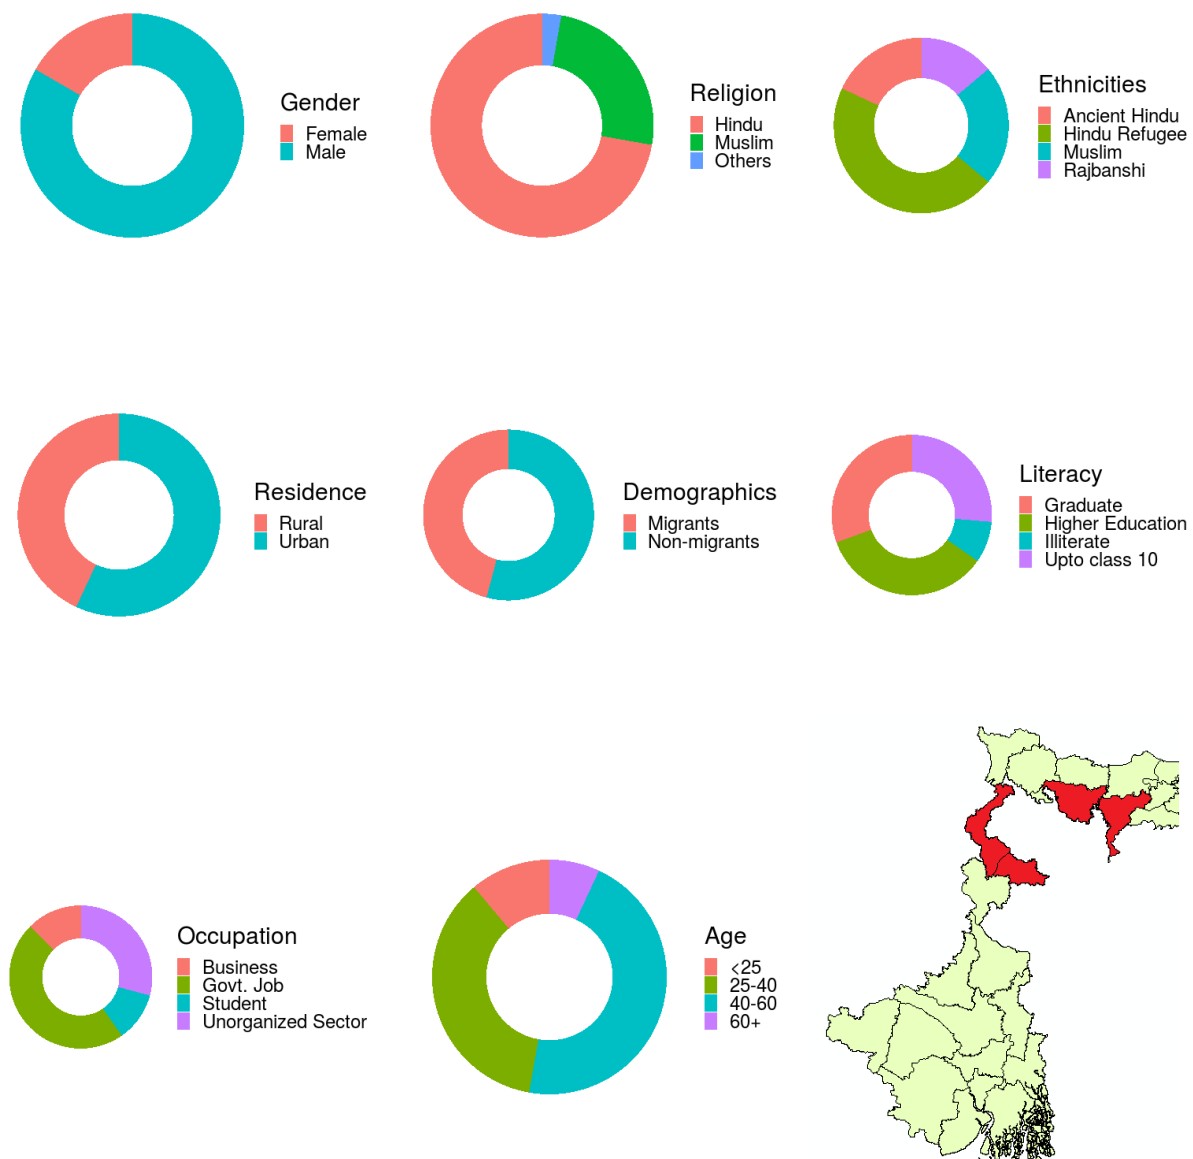 Gender
Female
Male
Religion
Hindu
Muslim
Others
Ethnicities
Ancient Hindu
Hindu Refugee
Muslim
Rajbanshi
Residence
Rural
Urban
Demographics
Migrants
Non-migrants
Literacy
Graduate
Higher Education
Illiterate
Upto class 10
Occupation
Business
Govt. Job
Student
Unorganized Sector
Age
<25
25-40
40-60
60+